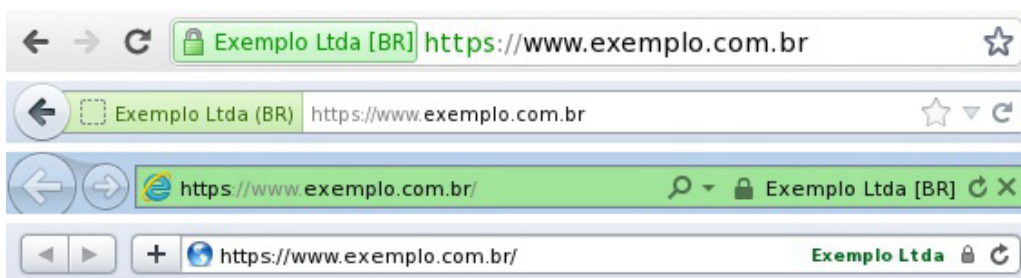 Exemplo Ltda [BR] https://www.exemplo.com.br
Exemplo Ltda (BR) https://www.exemplo.com.br
https://www.exemplo.com.br/ Exemplo Ltda [BR]
https://www.exemplo.com.br/ Exemplo Ltda